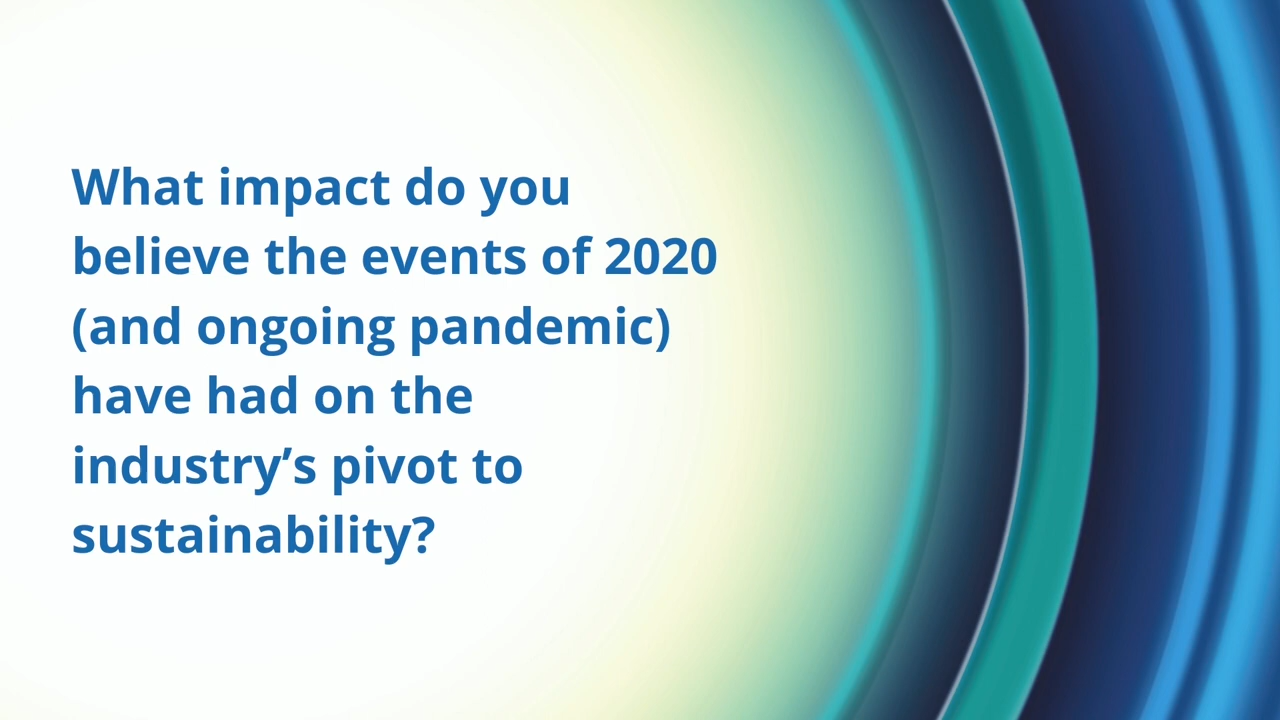 What impact do you
believe the events of 2020
(and ongoing pandemic)
have had on the
industry’s pivot to
sustainability?